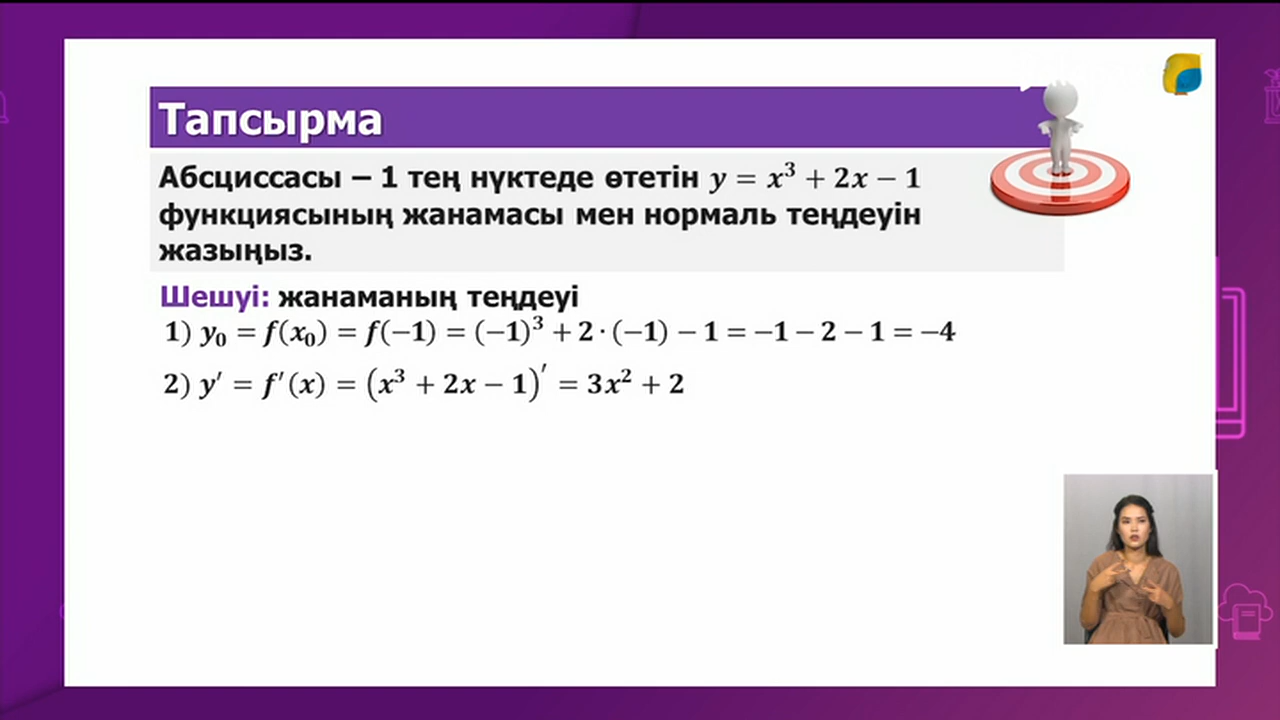 Тапсырма
Абсциссасы – 1 тең нүктеде өтетін y = x³ + 2x − 1
функциясының жанамасы мен нормаль теңдеуін
жазыңыз.
Шешуі: жанаманың теңдеуі
1) y₀ = f(x₀) = f(−1) = (−1)³ + 2 · (−1) − 1 = −1 − 2 − 1 = −4
2) y′ = f′(x) = (x³ + 2x − 1)′ = 3x² + 2